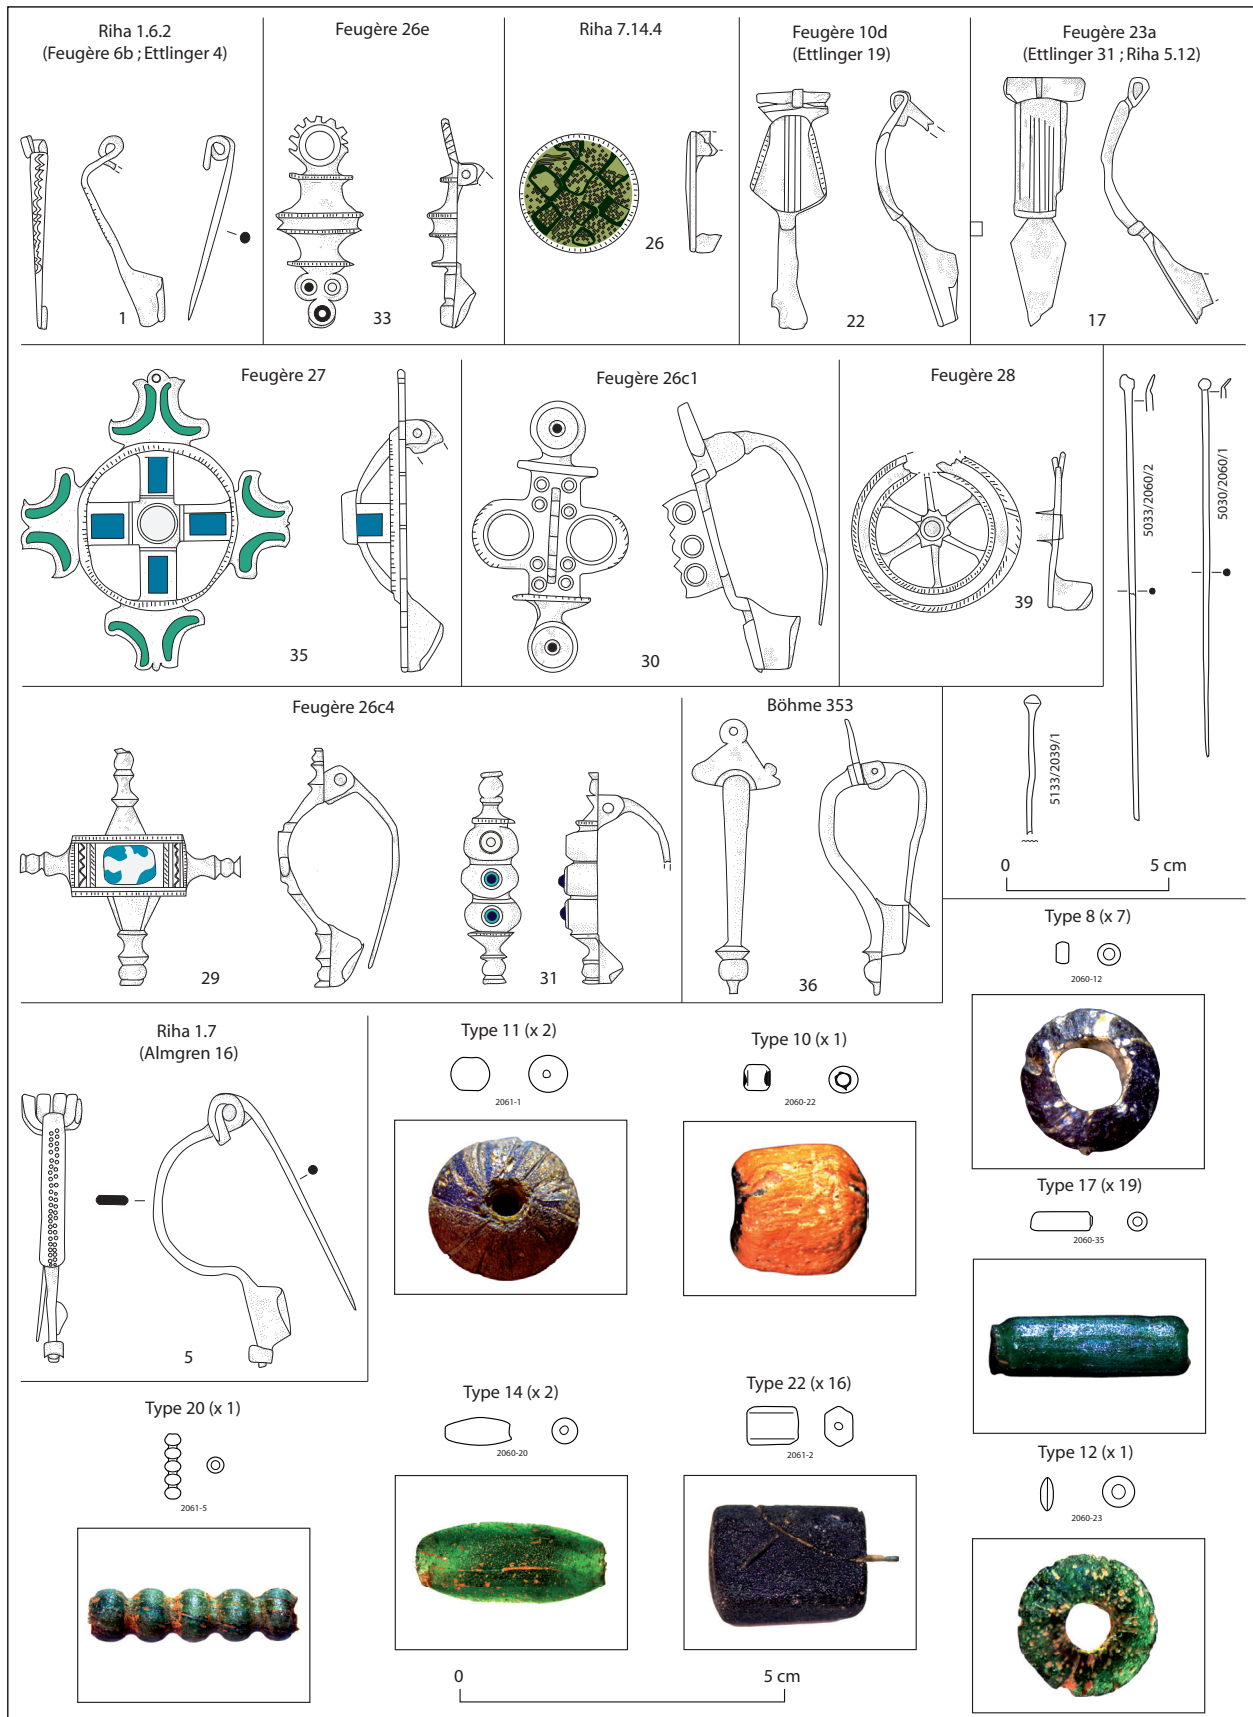 Riha 1.6.2
(Feugère 6b ; Ettlinger 4)
1
Feugère 26e
33
Riha 7.14.4
26
Feugère 10d
(Ettlinger 19)
22
Feugère 23a
(Ettlinger 31 ; Riha 5.12)
17
Feugère 27
35
Feugère 26c1
30
Feugère 28
39
5033/2060/2
5030/2060/1
5133/2039/1
0
5 cm
Feugère 26c4
29
31
Böhme 353
36
Riha 1.7
(Almgren 16)
5
Type 11 (x 2)
2061-1
Type 10 (x 1)
2060-22
Type 8 (x 7)
2060-12
Type 17 (x 19)
2060-35
Type 20 (x 1)
2061-5
Type 14 (x 2)
2060-20
Type 22 (x 16)
2061-2
Type 12 (x 1)
2060-23
0
5 cm